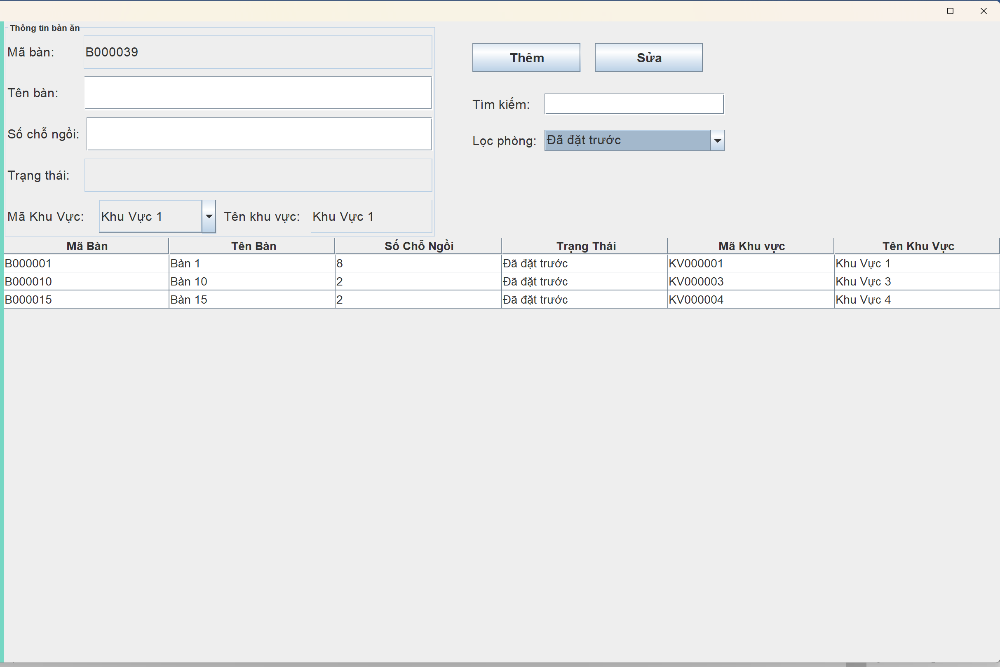 Thông tin bàn ăn
Mã bàn: B000039
Tên bàn:
Số chỗ ngồi:
Trạng thái:
Mã Khu Vực: Khu Vực 1 Tên khu vực: Khu Vực 1
Thêm Sửa
Tìm kiếm:
Lọc phòng: Đã đặt trước
Mã Bàn Tên Bàn Số Chỗ Ngồi Trạng Thái Mã Khu vực Tên Khu Vực
B000001 Bàn 1 8 Đã đặt trước KV000001 Khu Vực 1
B000010 Bàn 10 2 Đã đặt trước KV000003 Khu Vực 3
B000015 Bàn 15 2 Đã đặt trước KV000004 Khu Vực 4